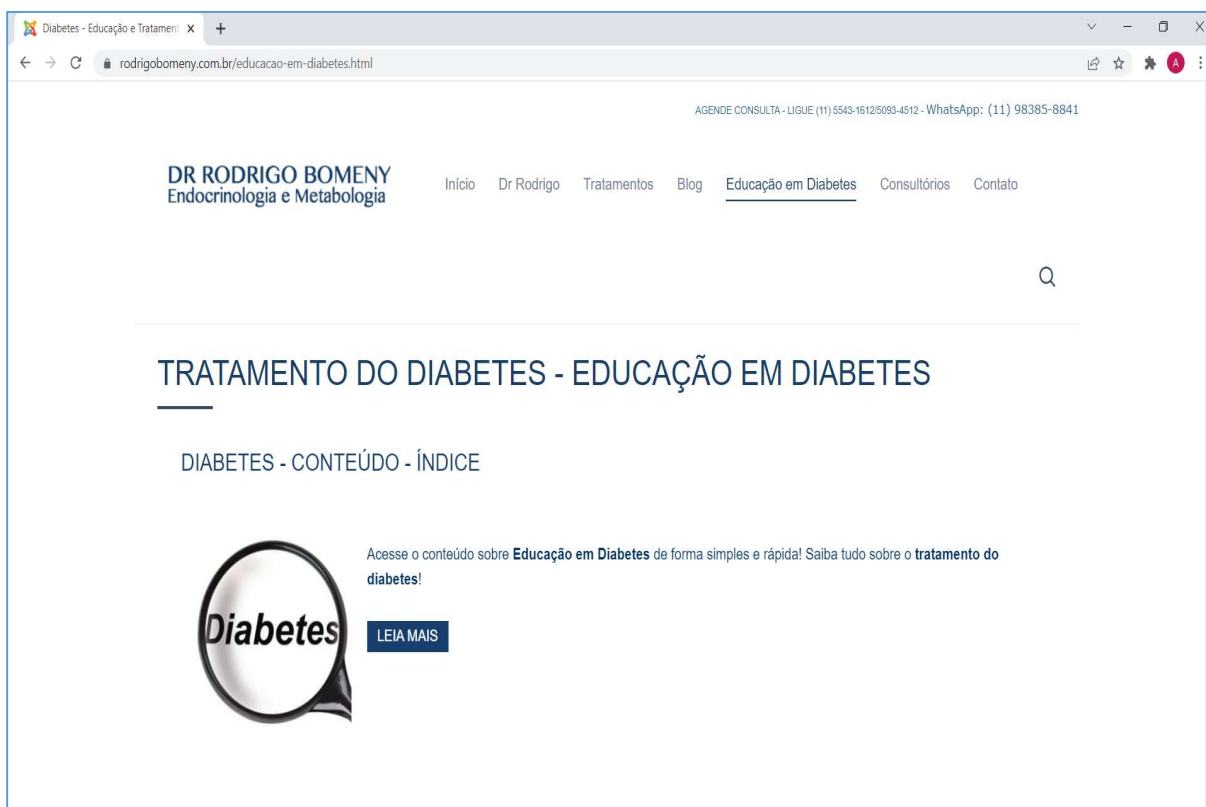 Diabetes - Educação e Tratamen
rodrigobomeny.com.br/educacao-em-diabetes.html
A
AGENDE CONSULTA - LIGUE (11) 5543-1612/5093-4512 - WhatsApp: (11) 98385-8841
DR RODRIGO BOMENY
Endocrinologia e Metabologia
Início Dr Rodrigo Tratamentos Blog Educação em Diabetes Consultórios Contato
TRATAMENTO DO DIABETES - EDUCAÇÃO EM DIABETES
DIABETES - CONTEÚDO - ÍNDICE
Diabetes
Acesse o conteúdo sobre Educação em Diabetes de forma simples e rápida! Saiba tudo sobre o tratamento do
diabetes!
LEIA MAIS